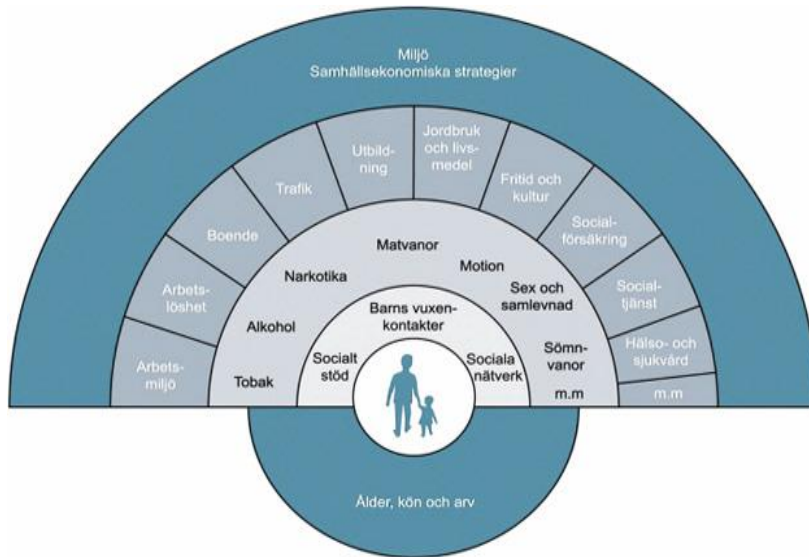 Miljö
Samhällsekonomiska strategier
Arbets-
miljö
Arbets-
löshet
Boende
Trafik
Utbild-
ning
Jordbruk
och livs-
medel
Fritid och
kultur
Social-
försäkring
Social-
tjänst
Hälso- och
sjukvård
m.m
Tobak
Alkohol
Narkotika
Matvanor
Motion
Sex och
samlevnad
Sömn-
vanor
m.m
Socialt
stöd
Barns vuxen-
kontakter
Sociala
nätverk
Ålder, kön och arv